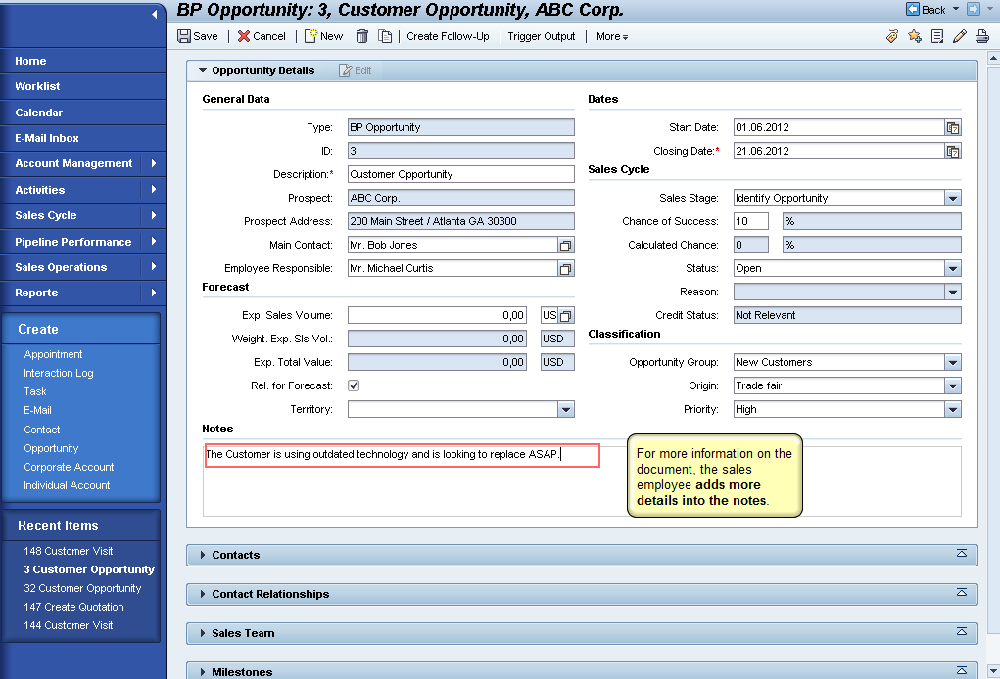 BP Opportunity: 3, Customer Opportunity, ABC Corp.
Back
Save
Cancel
New
Create Follow-Up
Trigger Output
More
Home
Worklist
Calendar
E-Mail Inbox
Account Management
Activities
Sales Cycle
Pipeline Performance
Sales Operations
Reports
Create
Appointment
Interaction Log
Task
E-Mail
Contact
Opportunity
Corporate Account
Individual Account
Recent Items
148 Customer Visit
3 Customer Opportunity
32 Customer Opportunity
147 Create Quotation
144 Customer Visit
Opportunity Details
Edit
General Data
Type: BP Opportunity
ID: 3
Description:* Customer Opportunity
Prospect: ABC Corp.
Prospect Address: 200 Main Street / Atlanta GA 30300
Main Contact: Mr. Bob Jones
Employee Responsible: Mr. Michael Curtis
Forecast
Exp. Sales Volume: 0,00 US
Weight. Exp. Sls Vol.: 0,00 USD
Exp. Total Value: 0,00 USD
Rel. for Forecast:
Territory:
Dates
Start Date: 01.06.2012
Closing Date:* 21.06.2012
Sales Cycle
Sales Stage: Identify Opportunity
Chance of Success: 10 %
Calculated Chance: 0 %
Status: Open
Reason:
Credit Status: Not Relevant
Classification
Opportunity Group: New Customers
Origin: Trade fair
Priority: High
Notes
The Customer is using outdated technology and is looking to replace ASAP.
For more information on the
document, the sales
employee adds more
details into the notes.
Contacts
Contact Relationships
Sales Team
Milestones